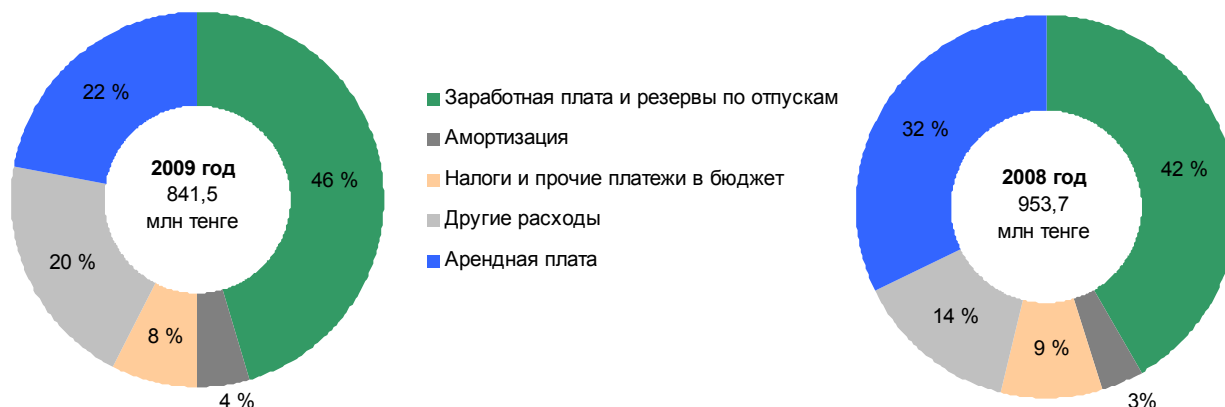 22 %
46 %
20 %
8 %
4 %
2009 год
841,5
млн тенге
Заработная плата и резервы по отпускам
Амортизация
Налоги и прочие платежи в бюджет
Другие расходы
Арендная плата
32 %
42 %
14 %
9 %
3%
2008 год
953,7
млн тенге